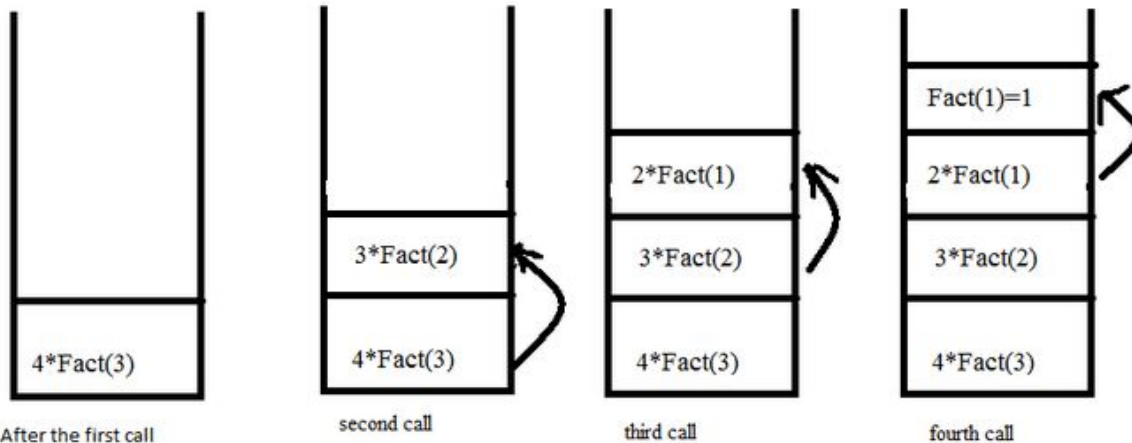 4*Fact(3)
After the first call
3*Fact(2)
4*Fact(3)
second call
2*Fact(1)
3*Fact(2)
4*Fact(3)
third call
Fact(1)=1
2*Fact(1)
3*Fact(2)
4*Fact(3)
fourth call